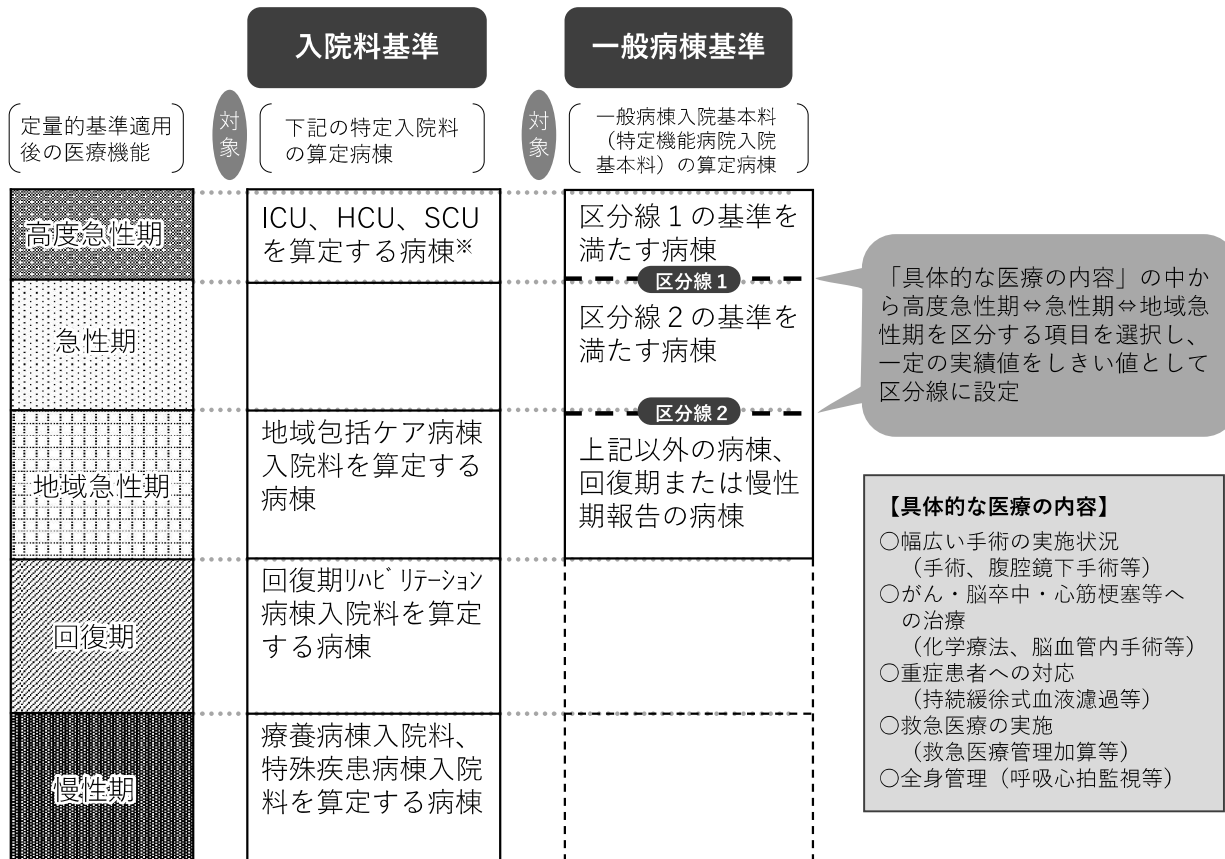 入院料基準
一般病棟基準
定量的基準適用
後の医療機能
対象
下記の特定入院料
の算定病棟
対象
一般病棟入院基本料
（特定機能病院入院
基本料）の算定病棟
高度急性期
ICU、HCU、SCU
を算定する病棟※
区分線１の基準を
満たす病棟
区分線１
急性期
区分線２の基準を
満たす病棟
区分線２
地域急性期
地域包括ケア病棟
入院料を算定する
病棟
上記以外の病棟、
回復期または慢性
期報告の病棟
回復期
回復期ﾘﾊﾋﾞﾘﾃｰｼｮﾝ
病棟入院料を算定
する病棟
慢性期
療養病棟入院料、
特殊疾患病棟入院
料を算定する病棟
「具体的な医療の内容」の中か
ら高度急性期⇔急性期⇔地域急
性期を区分する項目を選択し、
一定の実績値をしきい値として
区分線に設定
【具体的な医療の内容】
○幅広い手術の実施状況
（手術、腹腔鏡下手術等）
○がん・脳卒中・心筋梗塞等へ
の治療
（化学療法、脳血管内手術等）
○重症患者への対応
（持続緩徐式血液濾過等）
○救急医療の実施
（救急医療管理加算等）
○全身管理（呼吸心拍監視等）